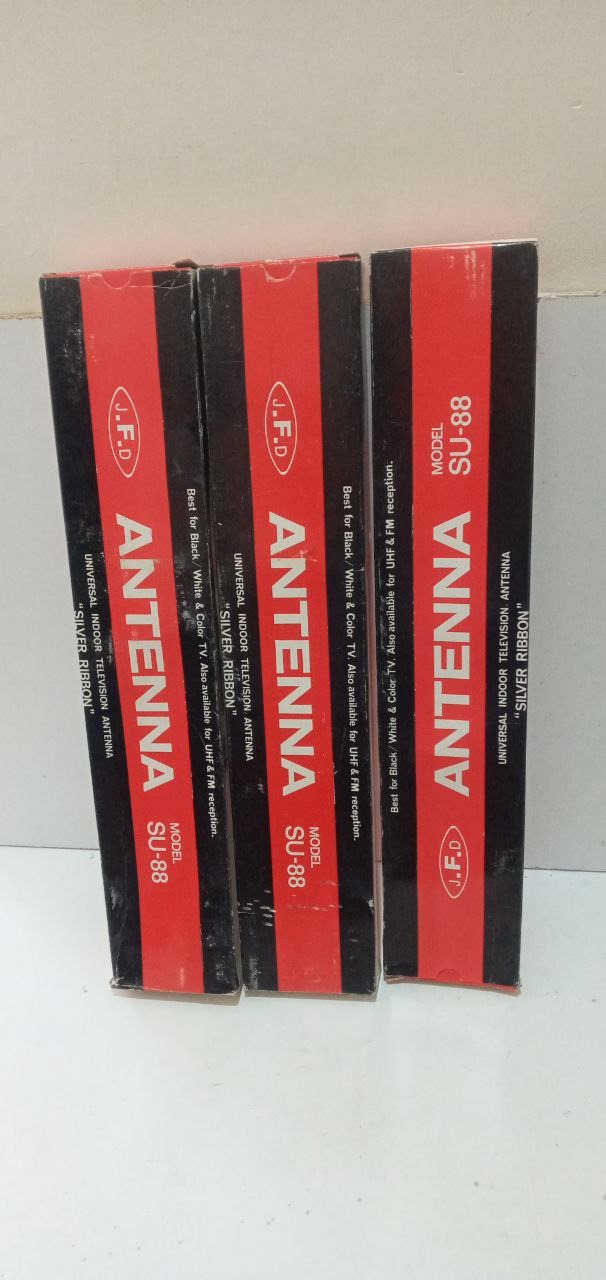 J.F.D
ANTENNA
MODEL
SU-88
Best for Black/White & Color TV. Also available for UHF & FM reception.
UNIVERSAL INDOOR TELEVISION ANTENNA
"SILVER RIBBON"
J.F.D
ANTENNA
MODEL
SU-88
Best for Black/White & Color TV. Also available for UHF & FM reception.
UNIVERSAL INDOOR TELEVISION ANTENNA
"SILVER RIBBON"
Best for Black/White & Color TV. Also available for UHF & FM reception.
J.F.D
ANTENNA
MODEL
SU-88
UNIVERSAL INDOOR TELEVISION ANTENNA
"SILVER RIBBON"